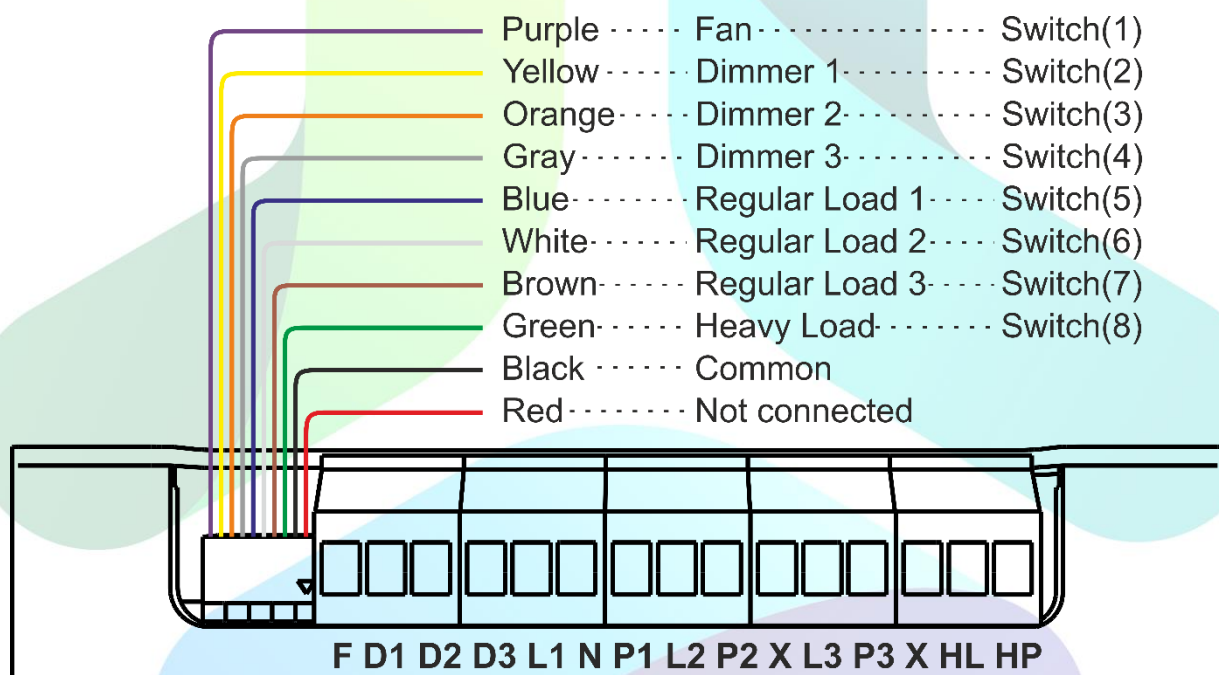 Purple ----- Fan--------------- Switch(1)
Yellow ------ Dimmer 1---------- Switch(2)
Orange----- Dimmer 2---------- Switch(3)
Gray------- Dimmer 3---------- Switch(4)
Blue-------- Regular Load 1----- Switch(5)
White------- Regular Load 2----- Switch(6)
Brown------ Regular Load 3----- Switch(7)
Green------ Heavy Load-------- Switch(8)
Black ------ Common
Red-------- Not connected
F D1 D2 D3 L1 N P1 L2 P2 X L3 P3 X HL HP